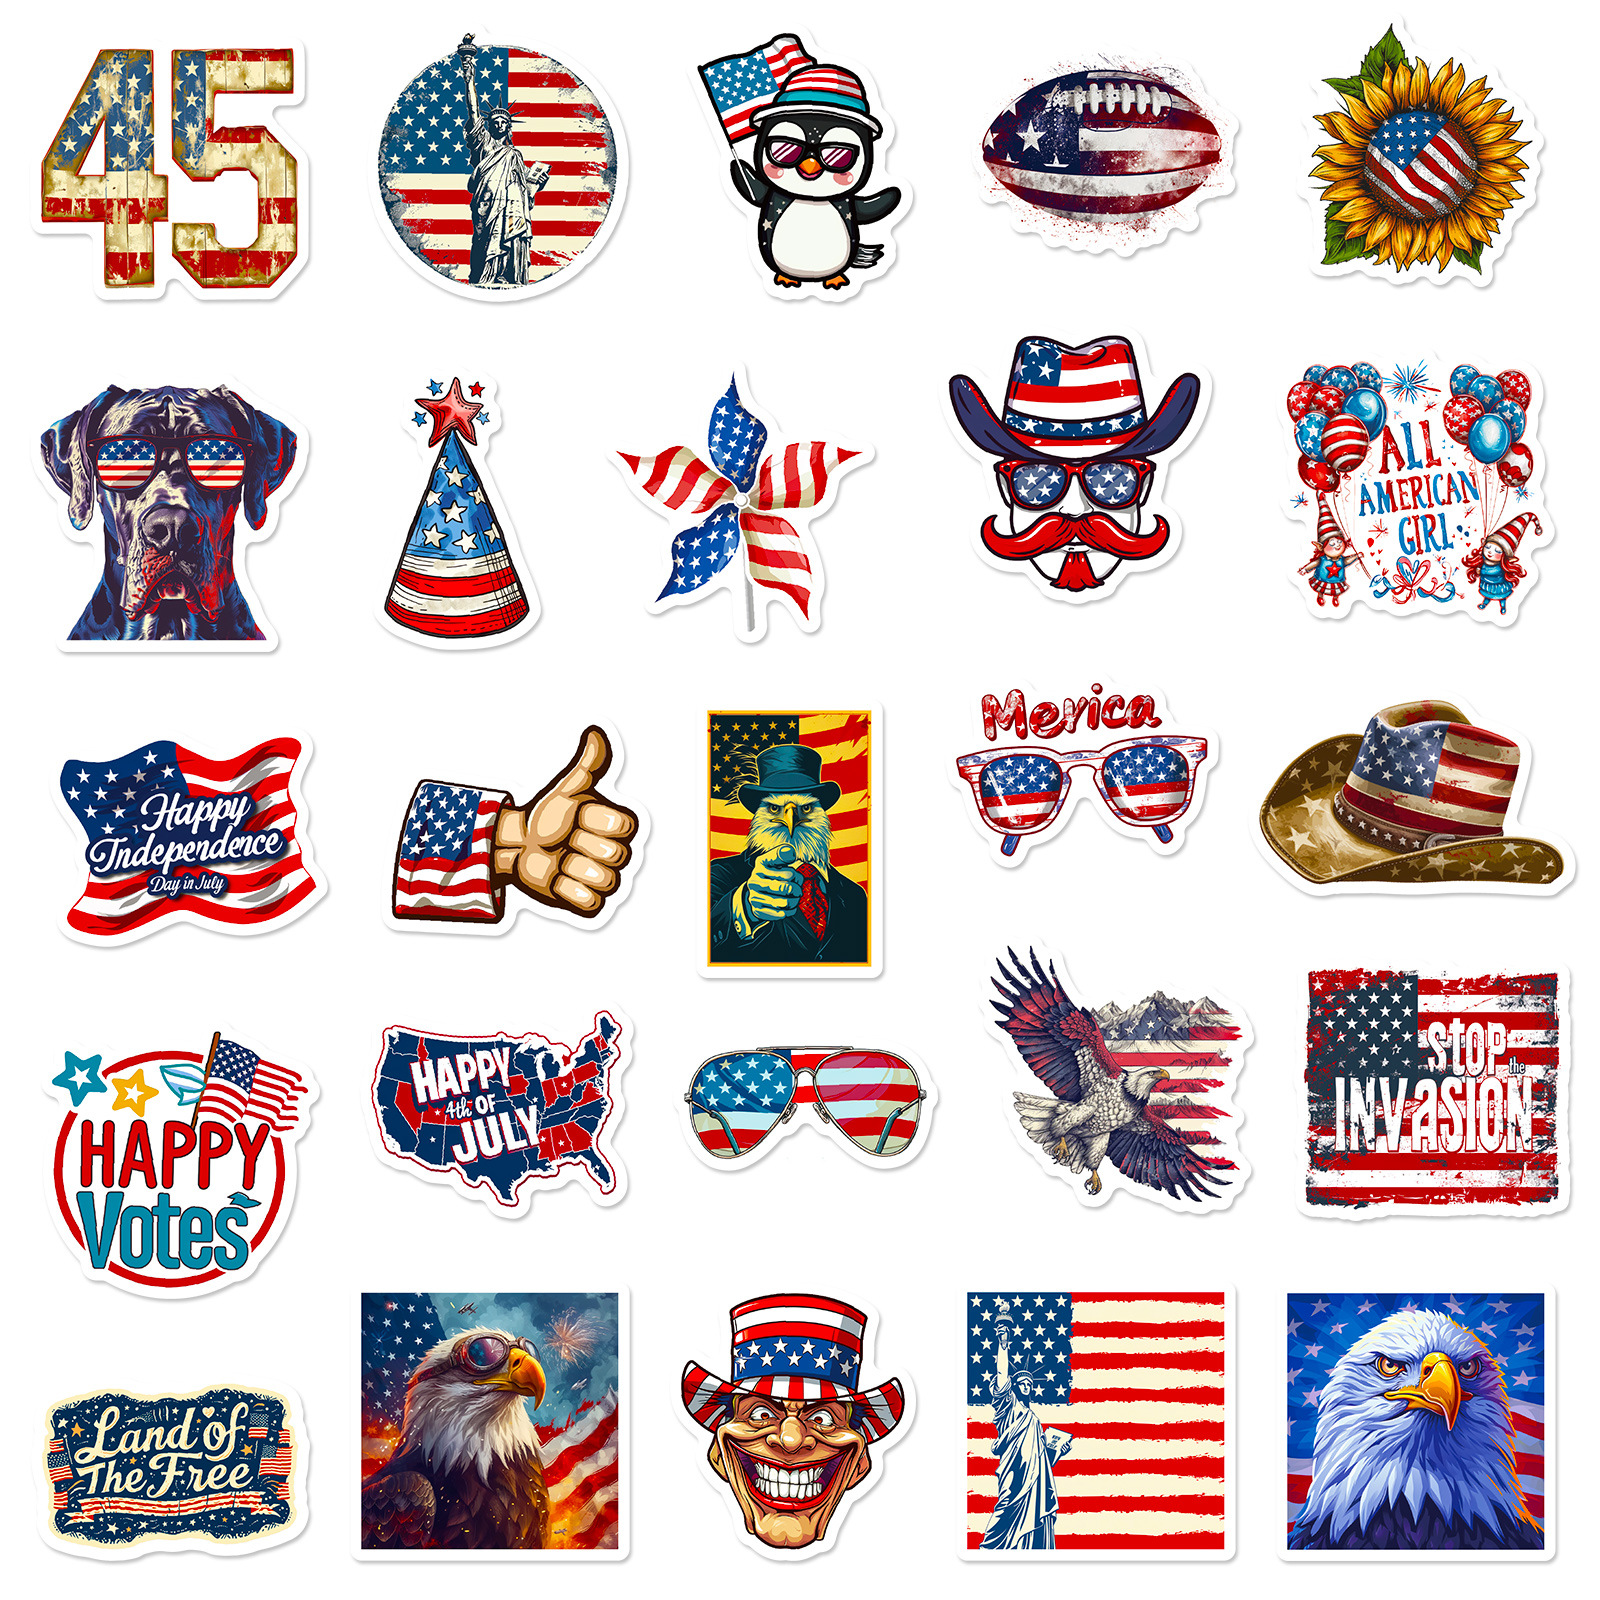 45
ALL
AMERICAN
GIRL
Merica
Happy
Independence
Day in July
HAPPY
4th OF
JULY
STOP
the
INVASION
HAPPY
Votes
Land of
The Free